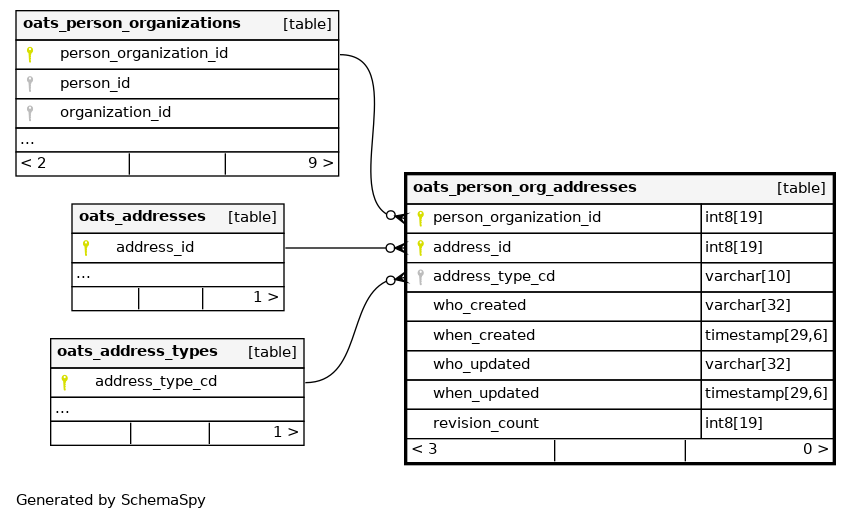 oats_person_organizations [table]
person_organization_id
person_id
organization_id
...
< 2 9 >
oats_addresses [table]
address_id
...
1 >
oats_address_types [table]
address_type_cd
...
1 >
oats_person_org_addresses [table]
person_organization_id int8[19]
address_id int8[19]
address_type_cd varchar[10]
who_created varchar[32]
when_created timestamp[29,6]
who_updated varchar[32]
when_updated timestamp[29,6]
revision_count int8[19]
< 3 0 >
Generated by SchemaSpy